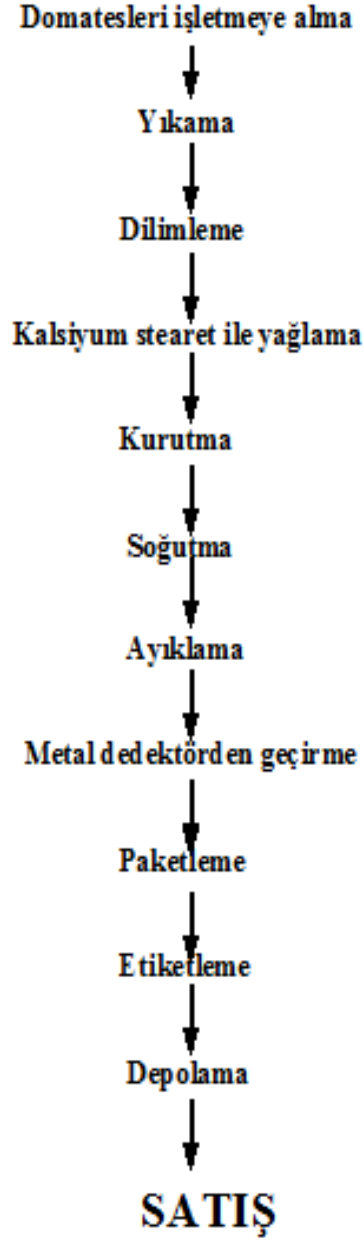 Domatesleri işletmeye alma
Yıkama
Dilimleme
Kalsiyum stearet ile yağlama
Kurutma
Soğutma
Ayıklama
Metal dedektörden geçirme
Paketleme
Etiketleme
Depolama
SATIŞ